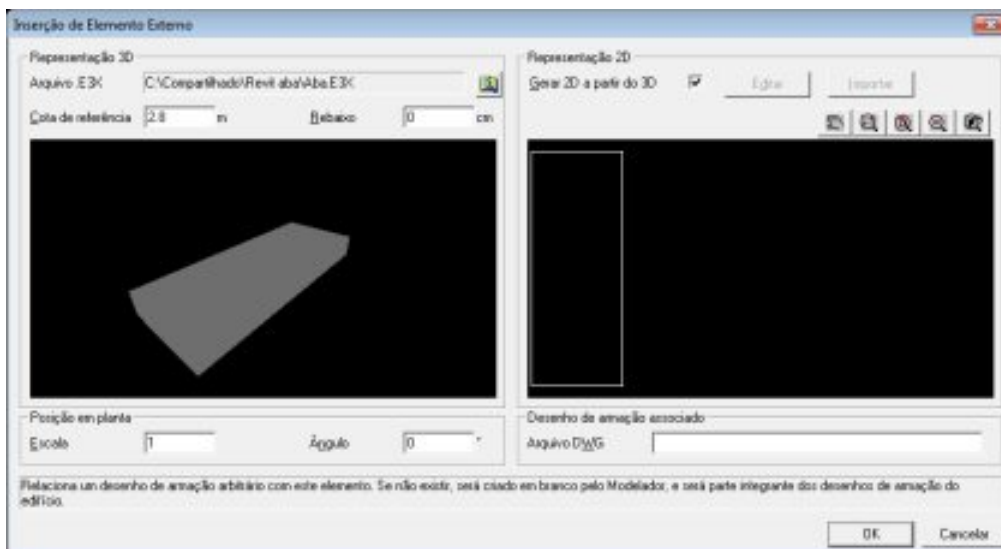 Inserção de Elemento Externo
Representação 3D
Arquivo .E3X C:\Compartilhado\Revit aba\Aba.E3X
Cota de referência 2.8 m Rebaixo 0 cm
Representação 2D
Gerar 2D a partir do 3D Editar Importar
Posição em planta
Escala 1 Ângulo 0 °
Desenho de armação associado
Arquivo DWG
Relaciona um desenho de armação arbitrário com este elemento. Se não existir, será criado em branco pelo Modelador, e será parte integrante dos desenhos de armação do
edifício.
OK Cancelar